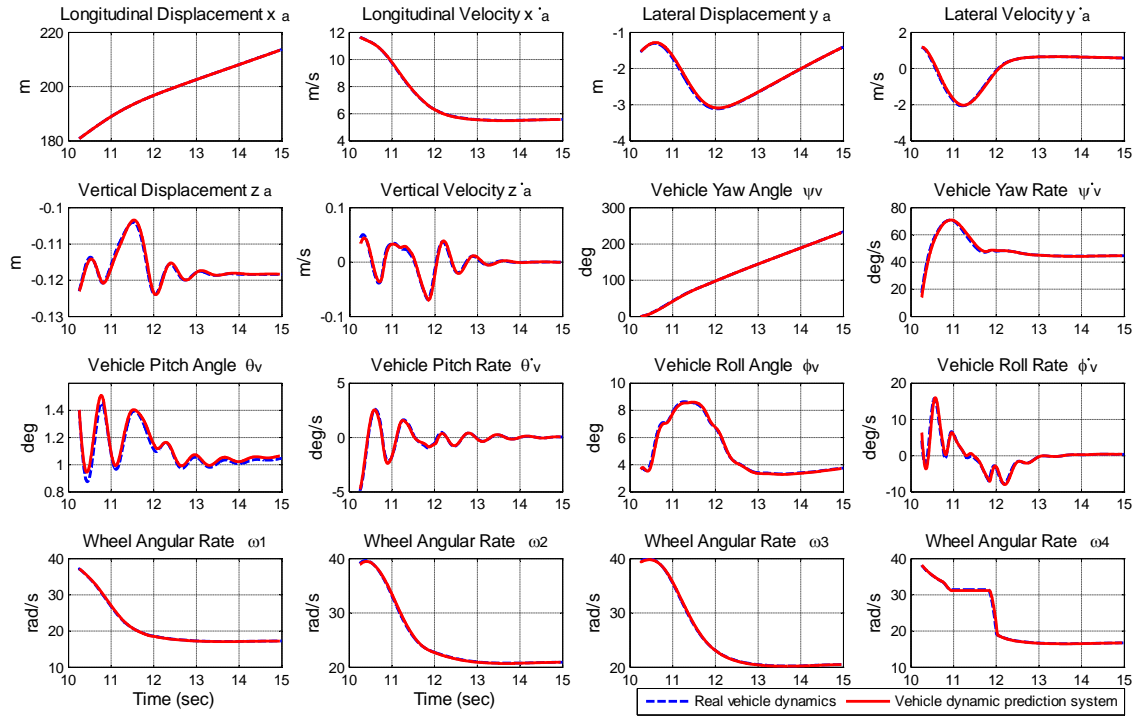 Longitudinal Displacement x a
Longitudinal Velocity ẋ a
Lateral Displacement y a
Lateral Velocity ẏ a
220
200
180
m
10 11 12 13 14 15
12
10
8
6
4
m/s
10 11 12 13 14 15
-1
-2
-3
-4
m
10 11 12 13 14 15
2
0
-2
-4
m/s
10 11 12 13 14 15
Vertical Displacement z a
Vertical Velocity ż a
Vehicle Yaw Angle ψv
Vehicle Yaw Rate ψ̇v
-0.1
-0.11
-0.12
-0.13
m
10 11 12 13 14 15
0.1
0
-0.1
m/s
10 11 12 13 14 15
300
200
100
0
deg
10 11 12 13 14 15
80
60
40
20
0
deg/s
10 11 12 13 14 15
Vehicle Pitch Angle θv
Vehicle Pitch Rate θ̇v
Vehicle Roll Angle ϕv
Vehicle Roll Rate ϕ̇v
1.4
1.2
1
0.8
deg
10 11 12 13 14 15
5
0
-5
deg/s
10 11 12 13 14 15
10
8
6
4
2
deg
10 11 12 13 14 15
20
10
0
-10
deg/s
10 11 12 13 14 15
Wheel Angular Rate ω1
Wheel Angular Rate ω2
Wheel Angular Rate ω3
Wheel Angular Rate ω4
40
30
20
10
rad/s
10 11 12 13 14 15
Time (sec)
40
30
20
rad/s
10 11 12 13 14 15
Time (sec)
40
30
20
rad/s
10 11 12 13 14 15
40
30
20
10
rad/s
10 11 12 13 14 15
Real vehicle dynamics
Vehicle dynamic prediction system